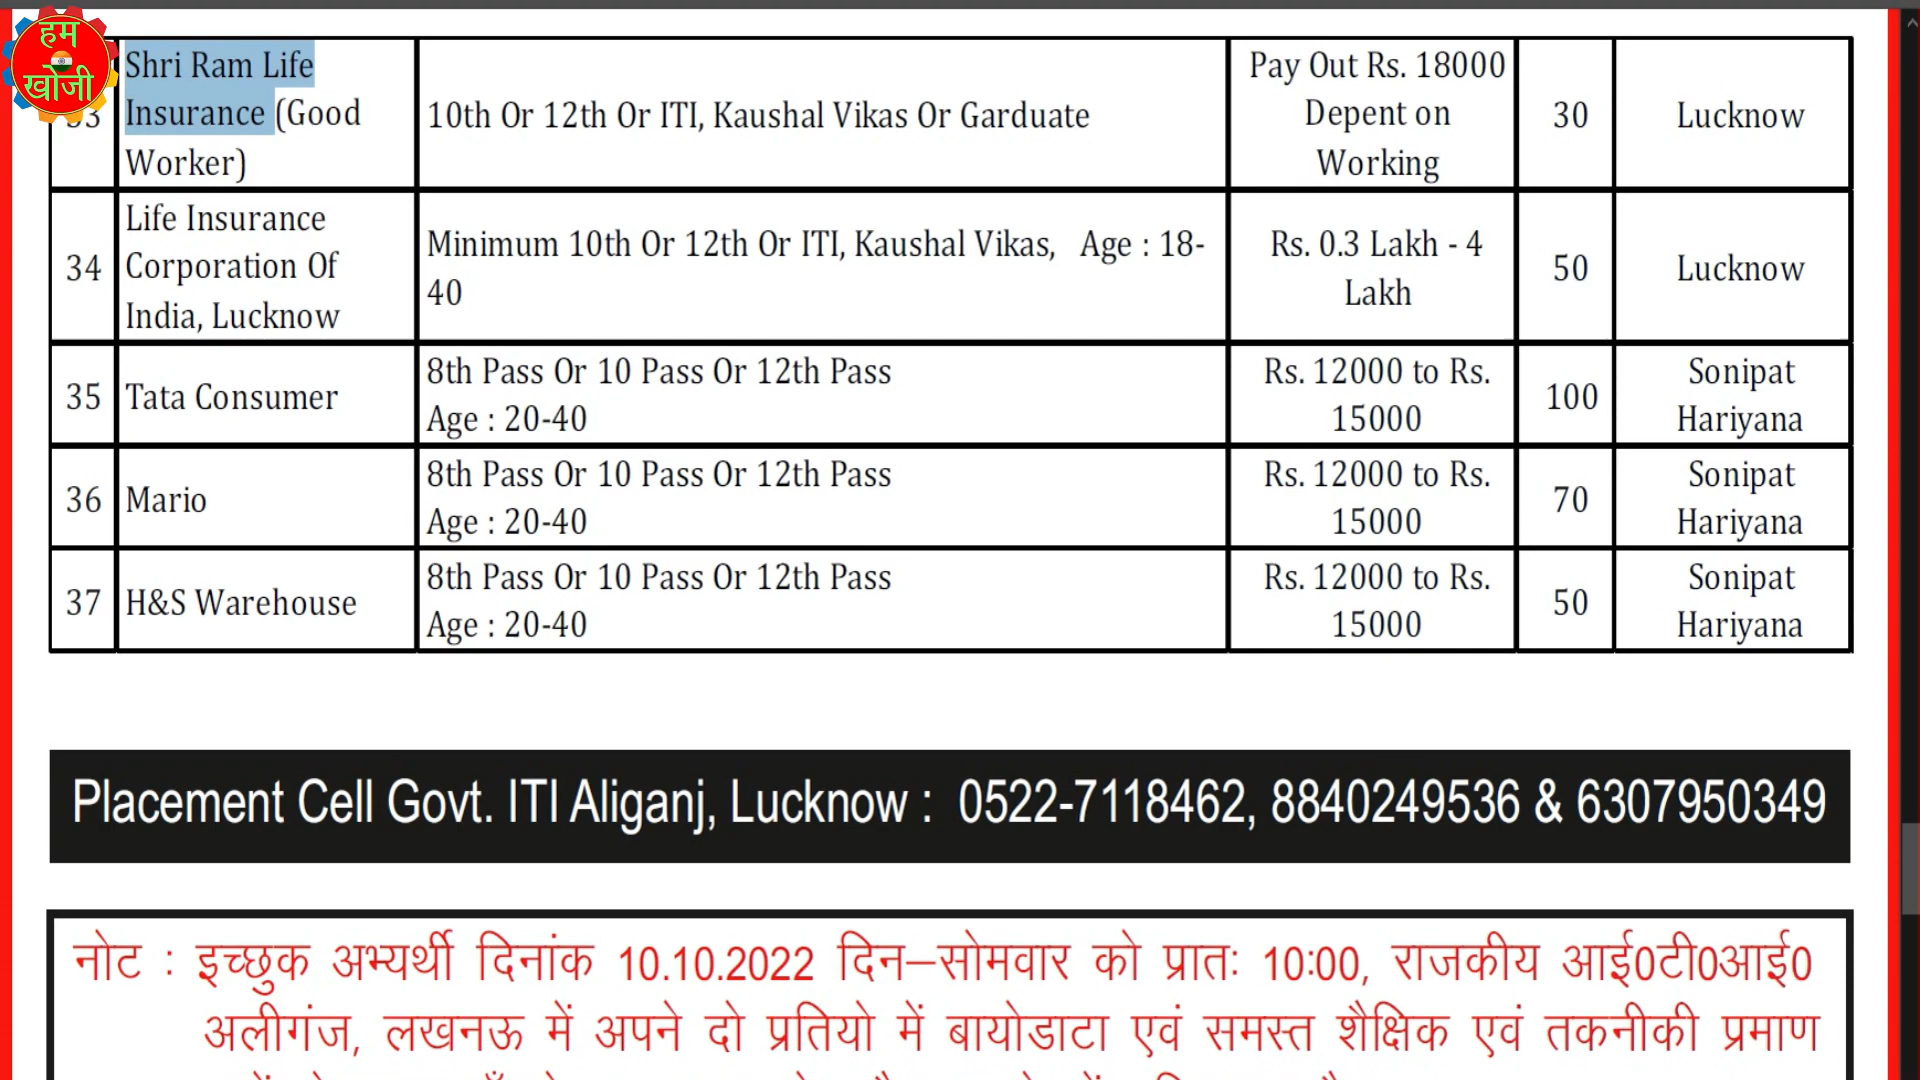 हम
खोजी
33
Shri Ram Life
Insurance (Good
Worker)
10th Or 12th Or ITI, Kaushal Vikas Or Garduate
Pay Out Rs. 18000
Depent on
Working
30
Lucknow
34
Life Insurance
Corporation Of
India, Lucknow
Minimum 10th Or 12th Or ITI, Kaushal Vikas, Age : 18-
40
Rs. 0.3 Lakh - 4
Lakh
50
Lucknow
35
Tata Consumer
8th Pass Or 10 Pass Or 12th Pass
Age : 20-40
Rs. 12000 to Rs.
15000
100
Sonipat
Hariyana
36
Mario
8th Pass Or 10 Pass Or 12th Pass
Age : 20-40
Rs. 12000 to Rs.
15000
70
Sonipat
Hariyana
37
H&S Warehouse
8th Pass Or 10 Pass Or 12th Pass
Age : 20-40
Rs. 12000 to Rs.
15000
50
Sonipat
Hariyana
Placement Cell Govt. ITI Aliganj, Lucknow : 0522-7118462, 8840249536 & 6307950349
नोट : इच्छुक अभ्यर्थी दिनांक 10.10.2022 दिन–सोमवार को प्रातः 10:00, राजकीय आई0टी0आई0
अलीगंज, लखनऊ में अपने दो प्रतियो में बायोडाटा एवं समस्त शैक्षिक एवं तकनीकी प्रमाण